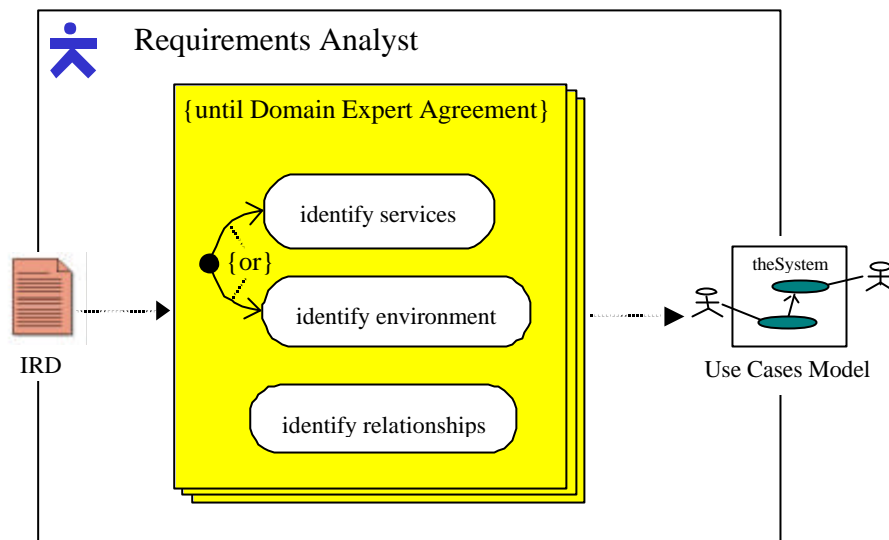 Requirements Analyst
{until Domain Expert Agreement}
identify services
{or}
identify environment
identify relationships
IRD
theSystem
Use Cases Model